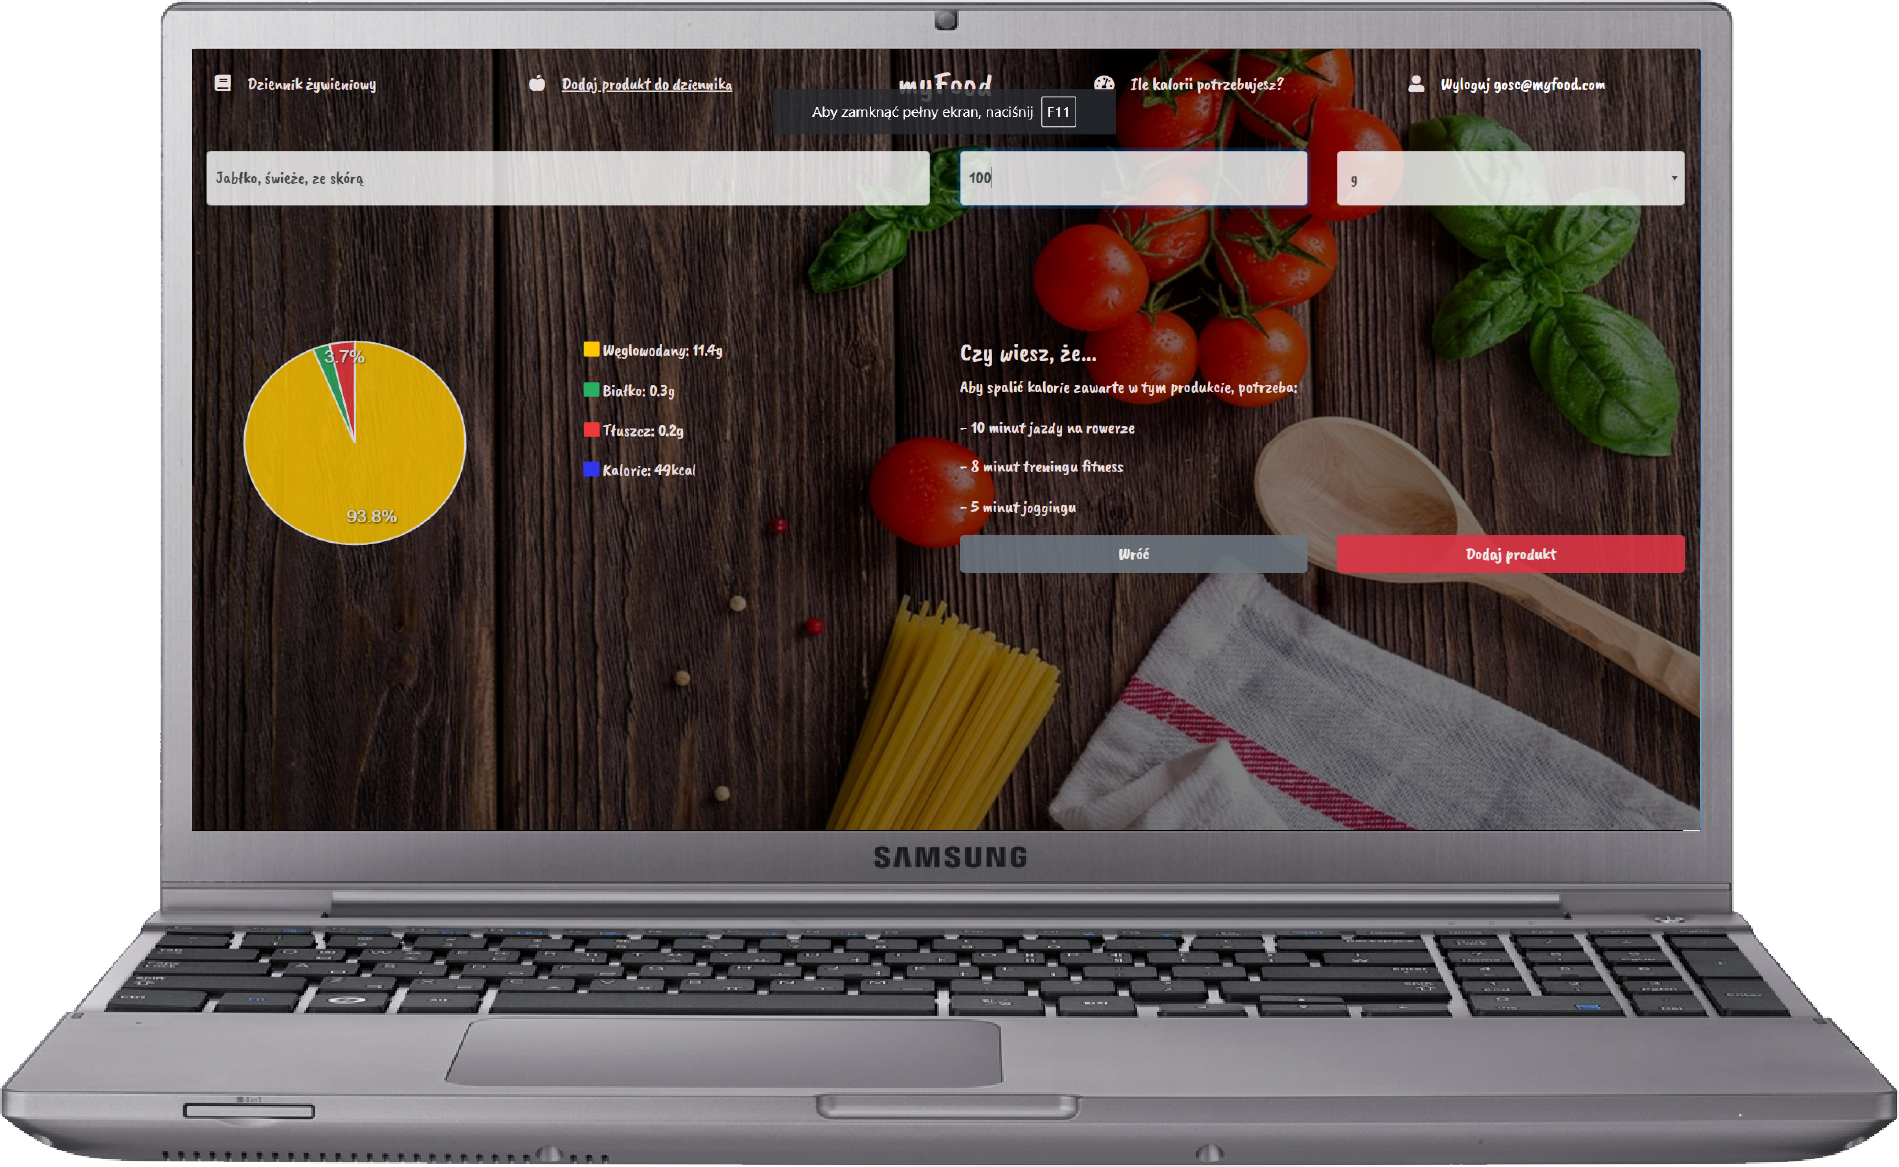 Dziennik żywieniowy
Dodaj produkt do dziennika
myFood
Ile kalorii potrzebujesz?
Wyloguj gosc@myfood.com
Aby zamknąć pełny ekran, naciśnij F11
Jabłko, świeże, ze skórą
100
g
3.7%
93.8%
Węglowodany: 11.4g
Białko: 0.3g
Tłuszcz: 0.2g
Kalorie: 49kcal
Czy wiesz, że...
Aby spalić kalorie zawarte w tym produkcie, potrzeba:
- 10 minut jazdy na rowerze
- 8 minut treningu fitness
- 5 minut joggingu
Wróć
Dodaj produkt
SAMSUNG